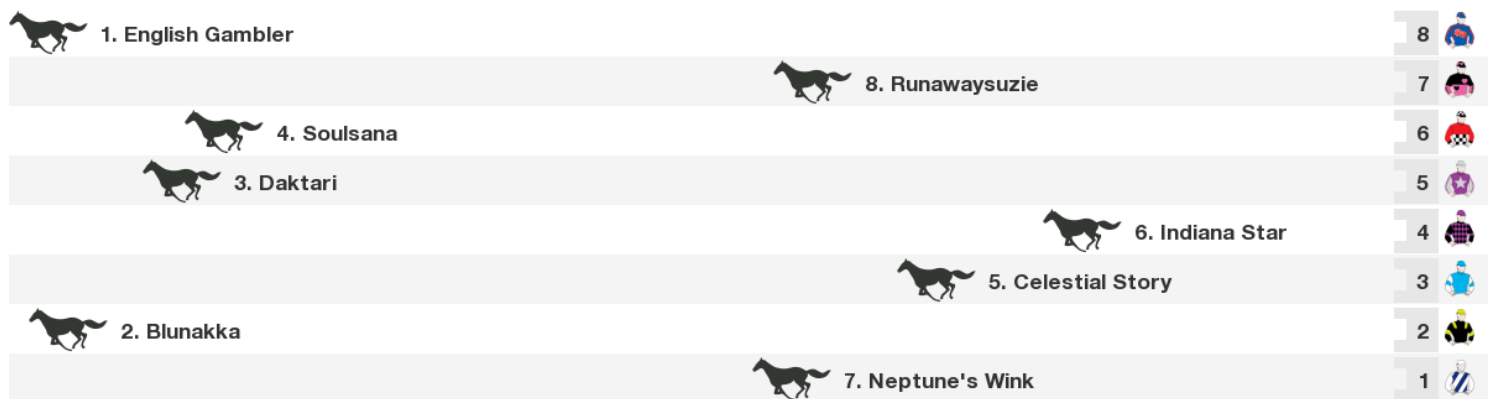 1. English Gambler 8
8. Runawaysuzie 7
4. Soulsana 6
3. Daktari 5
6. Indiana Star 4
5. Celestial Story 3
2. Blunakka 2
7. Neptune's Wink 1